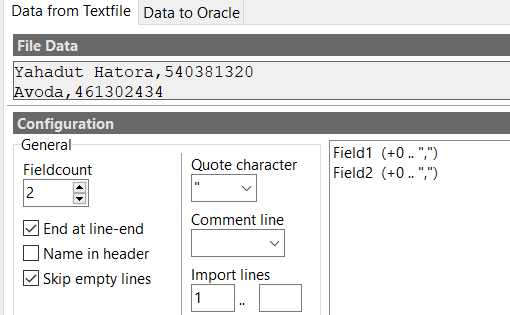 Data from Textfile
Data to Oracle
File Data
Yahadut Hatora,540381320
Avoda,461302434
Configuration
General
Fieldcount
2
End at line-end
Name in header
Skip empty lines
Quote character
"
Comment line
Import lines
1 ..
Field1 (+0 .. ",")
Field2 (+0 .. ",")